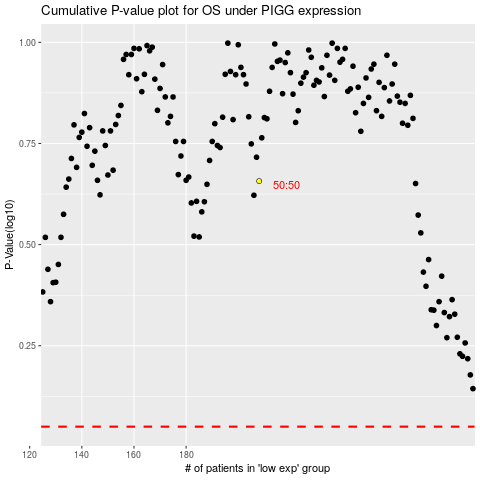 Cumulative P-value plot for OS under PIGG expression
P-Value(log10)
1.00
0.75
0.50
0.25
50:50
120 140 160 180
# of patients in 'low exp' group